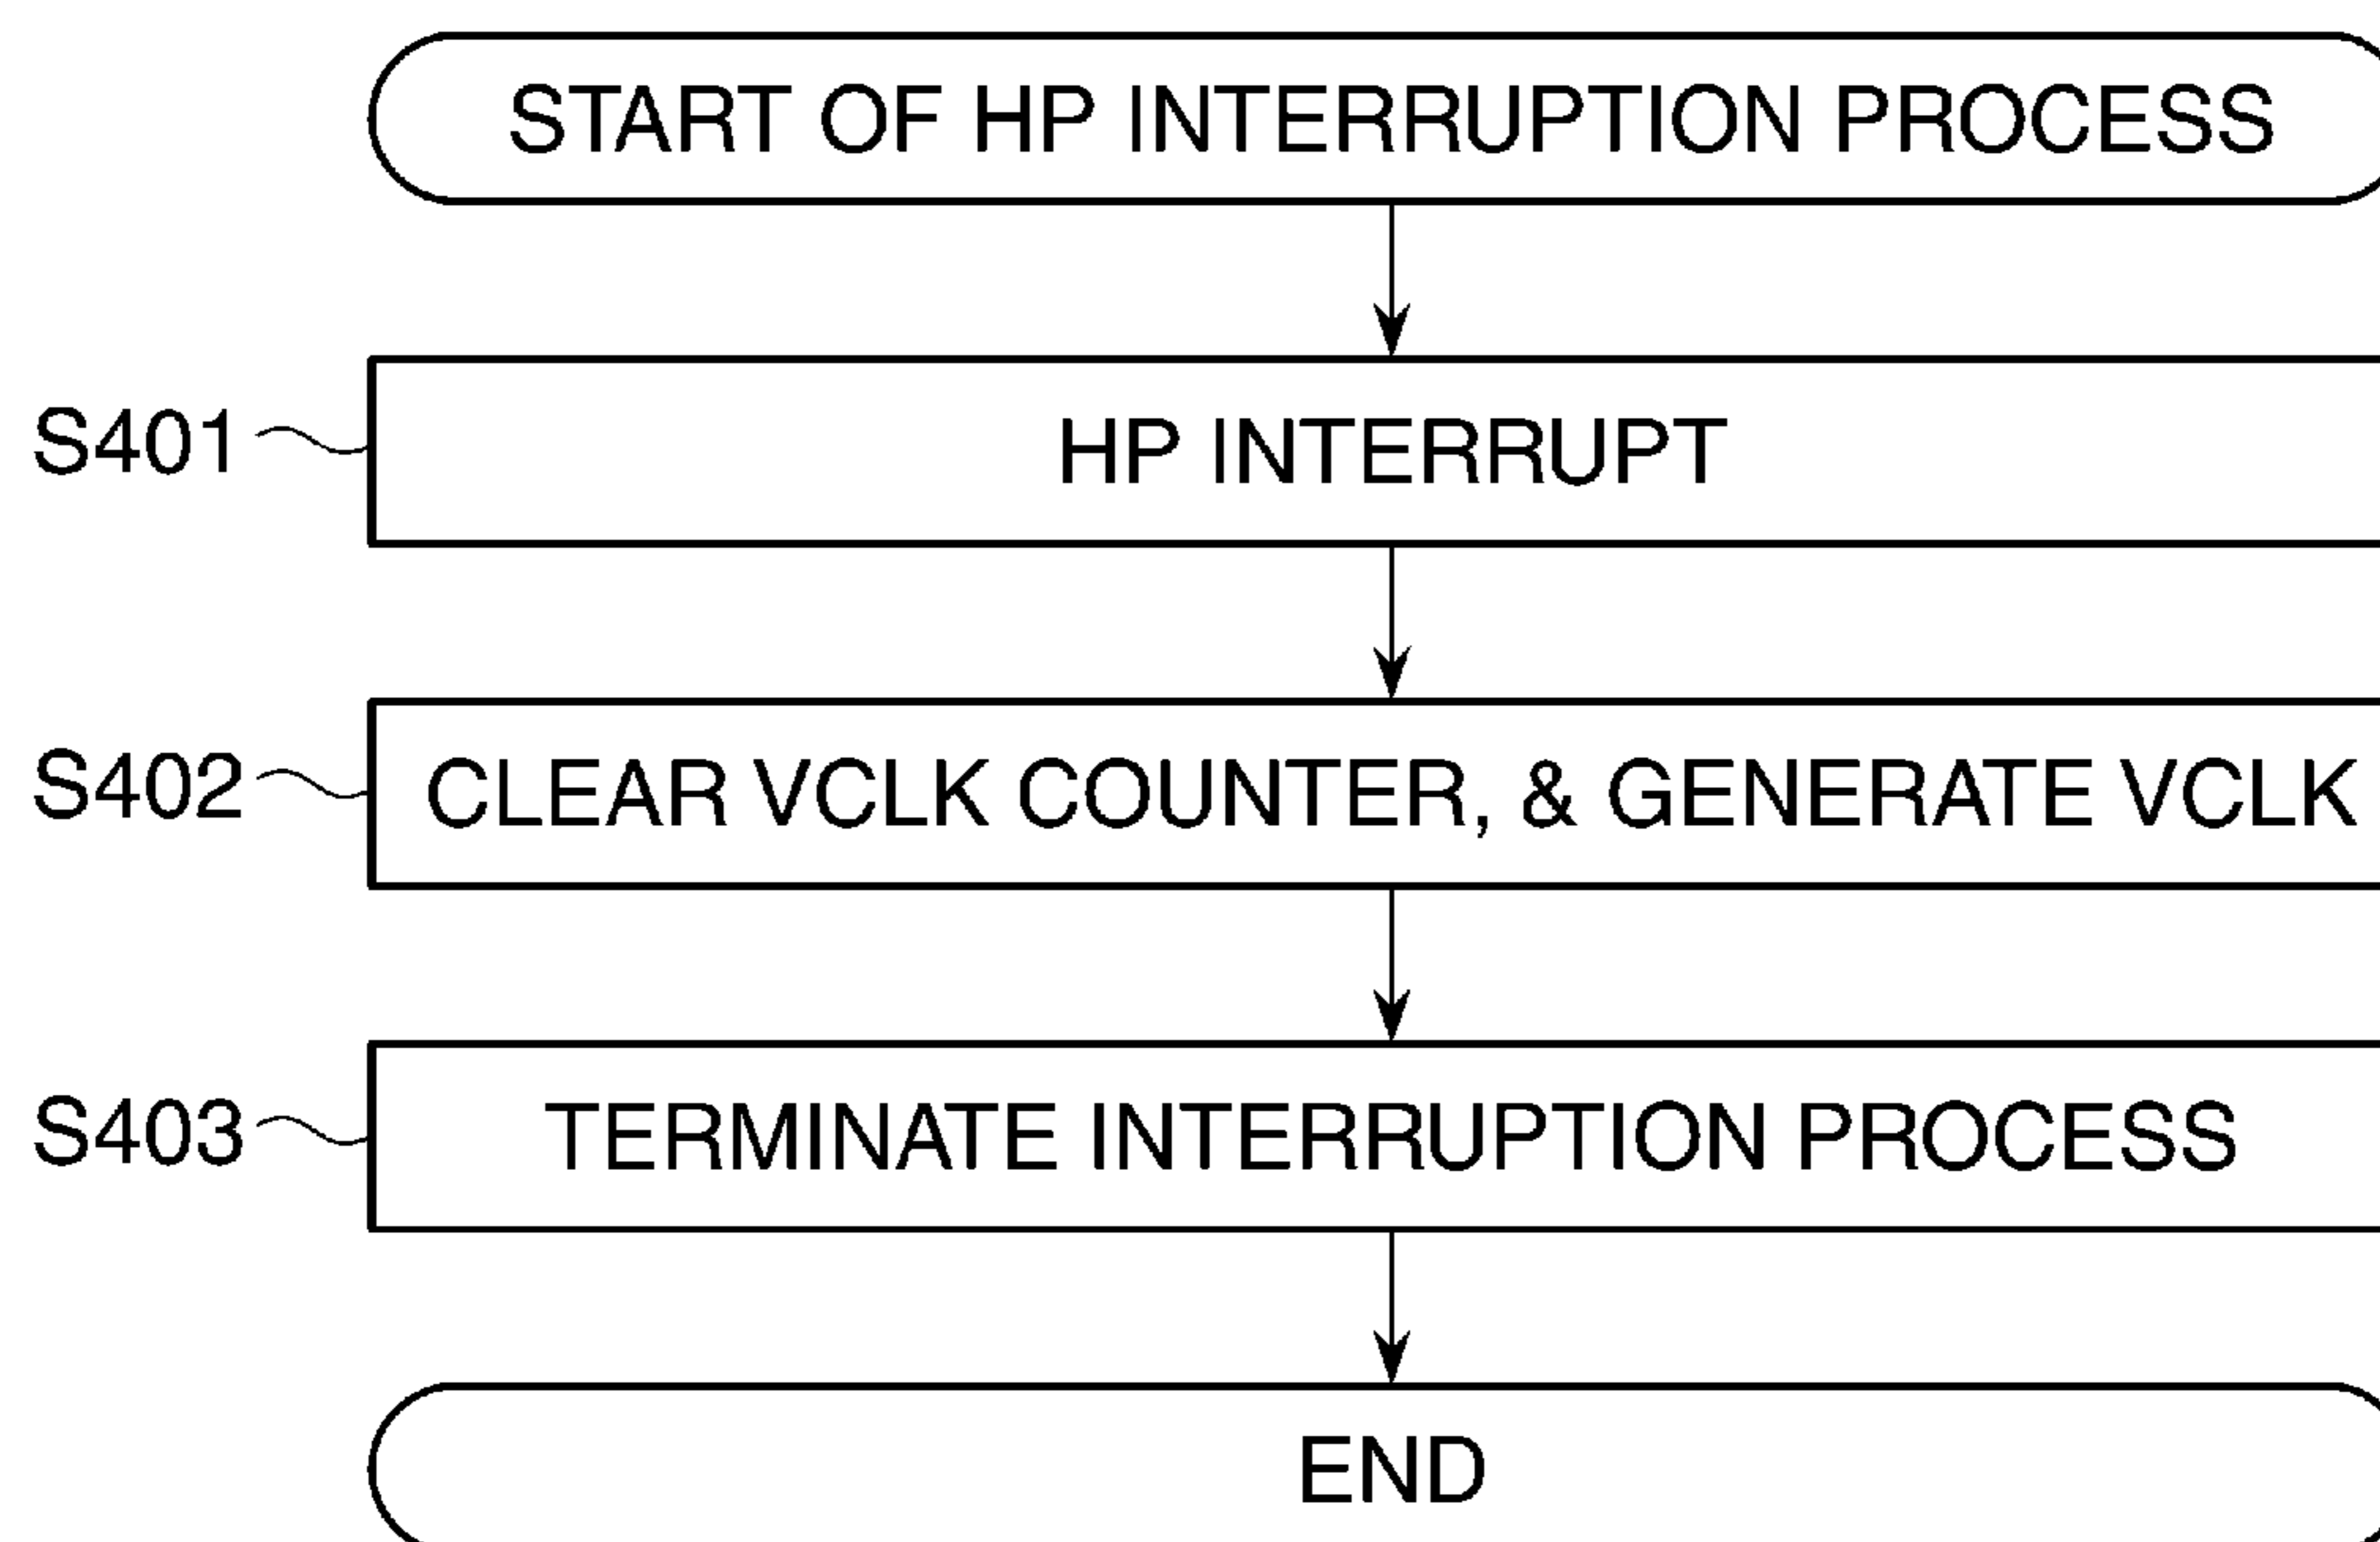 START OF HP INTERRUPTION PROCESS
S401 HP INTERRUPT
S402 CLEAR VCLK COUNTER, & GENERATE VCLK
S403 TERMINATE INTERRUPTION PROCESS
END